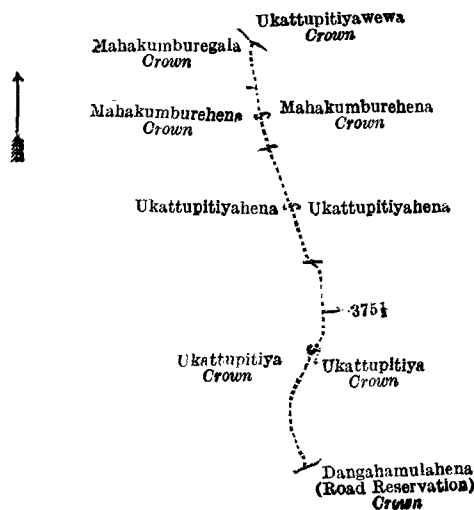 Ukattupitiyawewa
Crown
Mahakumburegala
Crown
Mahakumburehena
Crown
Mahakumburehena
Crown
Ukattupitiyahena
Ukattupitiyahena
375½
Ukattupitiya
Crown
Ukattupitiya
Crown
Dangahamulahena
(Road Reservation)
Crown